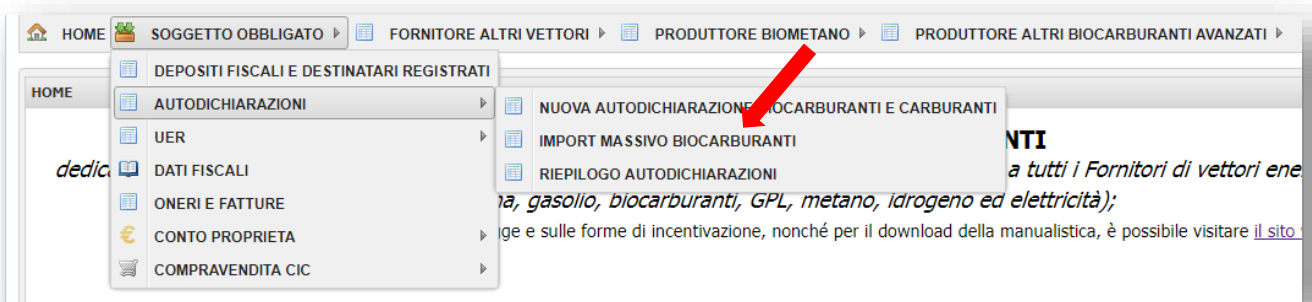 HOME SOGGETTO OBBLIGATO FORNITORE ALTRI VETTORI PRODUTTORE BIOMETANO PRODUTTORE ALTRI BIOCARBURANTI AVANZATI
DEPOSITI FISCALI E DESTINATARI REGISTRATI
HOME
AUTODICHIARAZIONI
NUOVA AUTODICHIARAZIONE BIOCARBURANTI E CARBURANTI
UER
IMPORT MASSIVO BIOCARBURANTI
NTI
dedic
DATI FISCALI
RIEPILOGO AUTODICHIARAZIONI
a tutti i Fornitori di vettori ene
ONERI E FATTURE
na, gasolio, biocarburanti, GPL, metano, idrogeno ed elettricità);
CONTO PROPRIETA
ge e sulle forme di incentivazione, nonché per il download della manualistica, è possibile visitare il sito
COMPRAVENDITA CIC